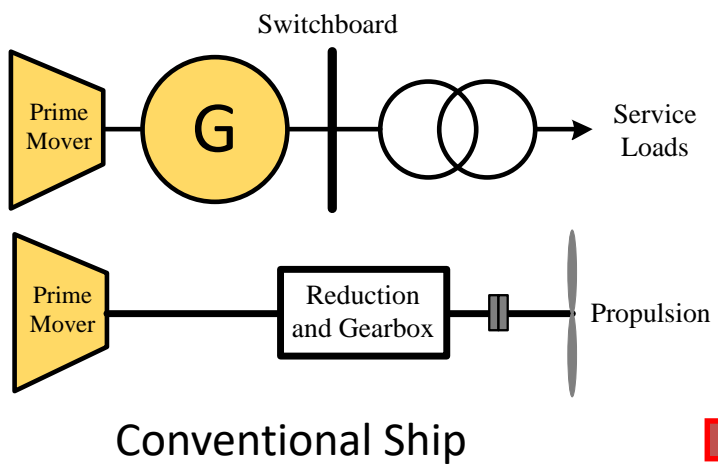 Switchboard
Prime
Mover
G
Service
Loads
Prime
Mover
Reduction
and Gearbox
Propulsion
Conventional Ship